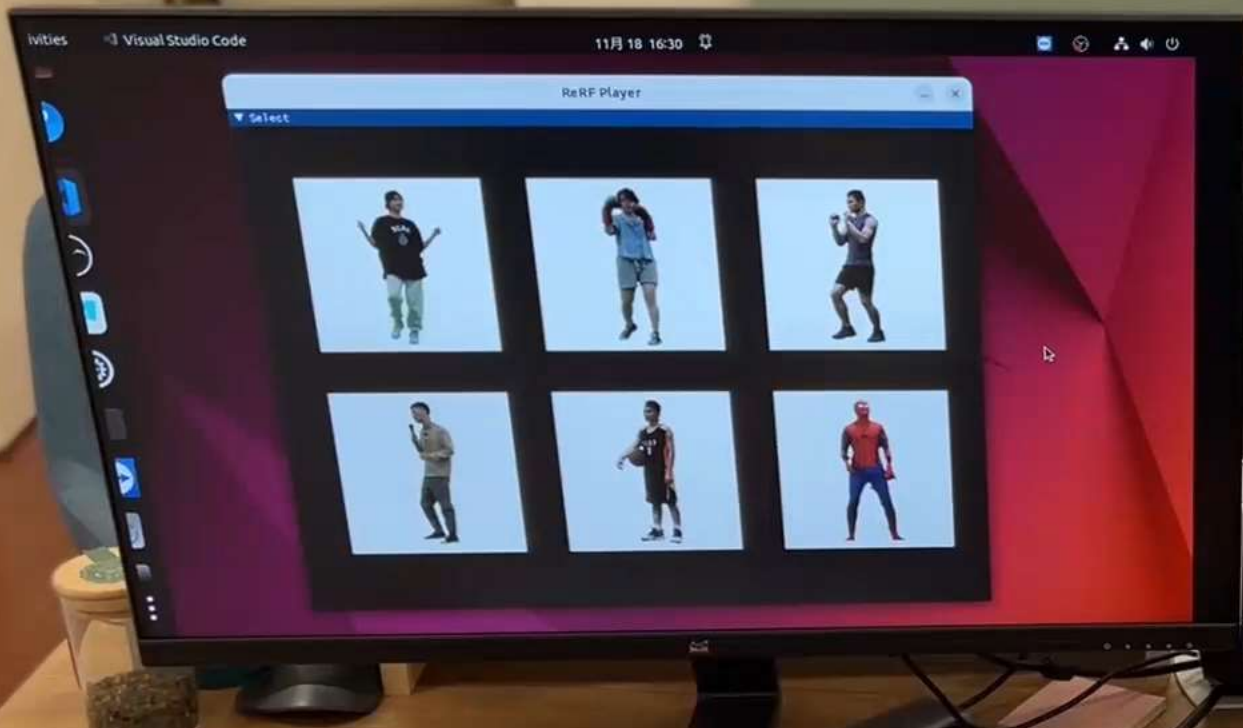 ivities
Visual Studio Code
11月 18 16:30
ReRF Player
▼ Select